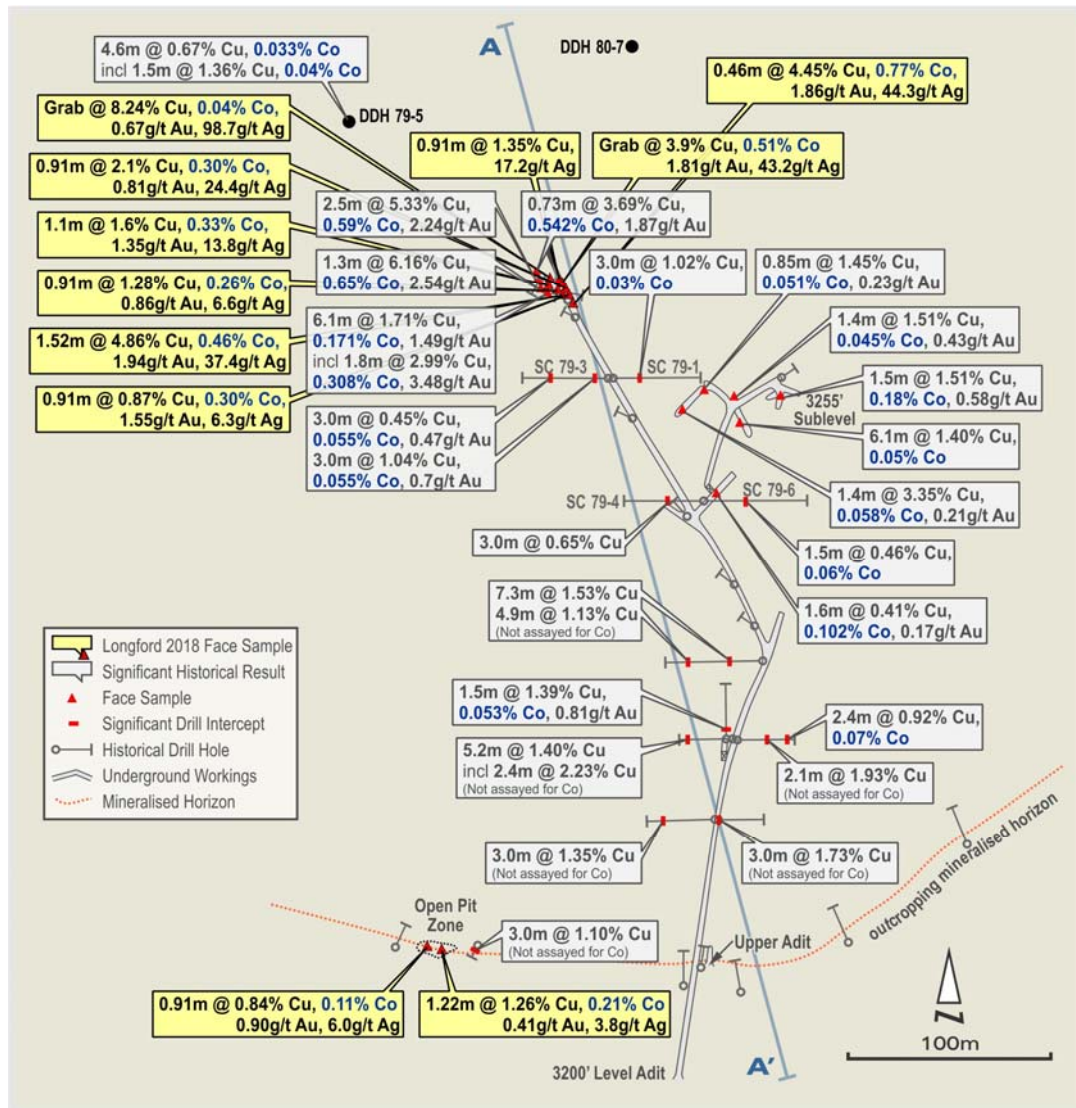 A
DDH 80-7
4.6m @ 0.67% Cu, 0.033% Co
incl 1.5m @ 1.36% Cu, 0.04% Co
DDH 79-5
0.46m @ 4.45% Cu, 0.77% Co,
1.86g/t Au, 44.3g/t Ag
Grab @ 8.24% Cu, 0.04% Co,
0.67g/t Au, 98.7g/t Ag
0.91m @ 1.35% Cu,
17.2g/t Ag
Grab @ 3.9% Cu, 0.51% Co
1.81g/t Au, 43.2g/t Ag
0.91m @ 2.1% Cu, 0.30% Co
0.81g/t Au, 24.4g/t Ag
2.5m @ 5.33% Cu,
0.59% Co, 2.24g/t Au
0.73m @ 3.69% Cu,
0.542% Co, 1.87g/t Au
1.1m @ 1.6% Cu, 0.33% Co,
1.35g/t Au, 13.8g/t Ag
1.3m @ 6.16% Cu,
0.65% Co, 2.54g/t Au
3.0m @ 1.02% Cu,
0.03% Co
0.85m @ 1.45% Cu,
0.051% Co, 0.23g/t Au
0.91m @ 1.28% Cu, 0.26% Co,
0.86g/t Au, 6.6g/t Ag
6.1m @ 1.71% Cu,
0.171% Co, 1.49g/t Au
incl 1.8m @ 2.99% Cu,
0.308% Co, 3.48g/t Au
1.4m @ 1.51% Cu,
0.045% Co, 0.43g/t Au
1.52m @ 4.86% Cu, 0.46% Co,
1.94g/t Au, 37.4g/t Ag
SC 79-3
SC 79-1
1.5m @ 1.51% Cu,
0.18% Co, 0.58g/t Au
0.91m @ 0.87% Cu, 0.30% Co,
1.55g/t Au, 6.3g/t Ag
3255'
Sublevel
3.0m @ 0.45% Cu,
0.055% Co, 0.47g/t Au
3.0m @ 1.04% Cu,
0.055% Co, 0.7g/t Au
6.1m @ 1.40% Cu,
0.05% Co
SC 79-4
SC 79-6
1.4m @ 3.35% Cu,
0.058% Co, 0.21g/t Au
3.0m @ 0.65% Cu
1.5m @ 0.46% Cu,
0.06% Co
7.3m @ 1.53% Cu
4.9m @ 1.13% Cu
(Not assayed for Co)
1.6m @ 0.41% Cu,
0.102% Co, 0.17g/t Au
Longford 2018 Face Sample
Significant Historical Result
Face Sample
Significant Drill Intercept
Historical Drill Hole
Underground Workings
Mineralised Horizon
1.5m @ 1.39% Cu,
0.053% Co, 0.81g/t Au
2.4m @ 0.92% Cu,
0.07% Co
5.2m @ 1.40% Cu
incl 2.4m @ 2.23% Cu
(Not assayed for Co)
2.1m @ 1.93% Cu
(Not assayed for Co)
3.0m @ 1.35% Cu
(Not assayed for Co)
3.0m @ 1.73% Cu
(Not assayed for Co)
outcropping mineralised horizon
Open Pit
Zone
3.0m @ 1.10% Cu
(Not assayed for Co)
Upper Adit
0.91m @ 0.84% Cu, 0.11% Co
0.90g/t Au, 6.0g/t Ag
1.22m @ 1.26% Cu, 0.21% Co
0.41g/t Au, 3.8g/t Ag
N
100m
3200' Level Adit
A'